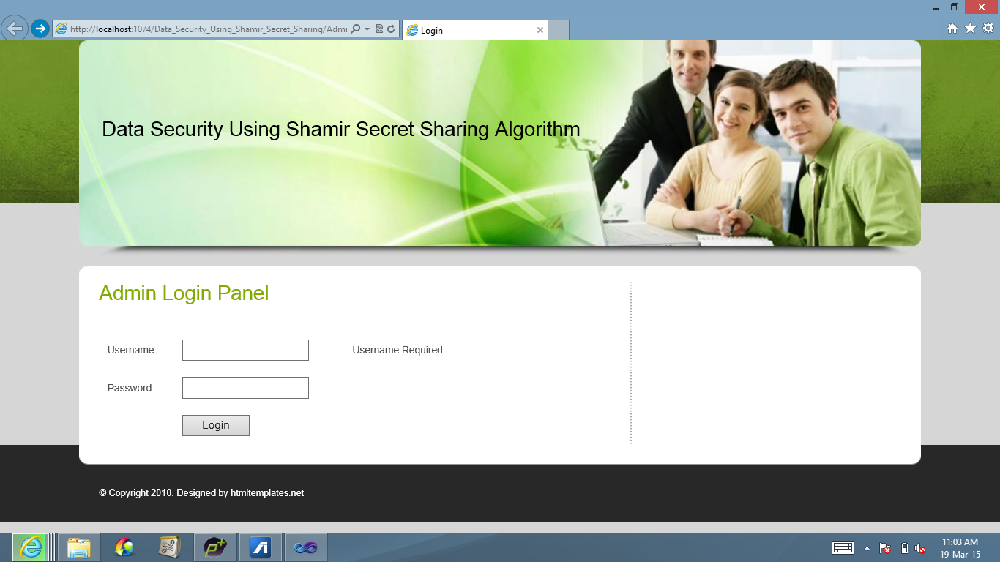 http://localhost:1074/Data_Security_Using_Shamir_Secret_Sharing/Admi
Login
Data Security Using Shamir Secret Sharing Algorithm
Admin Login Panel
Username:
Username Required
Password:
Login
© Copyright 2010. Designed by htmltemplates.net
11:03 AM
19-Mar-15